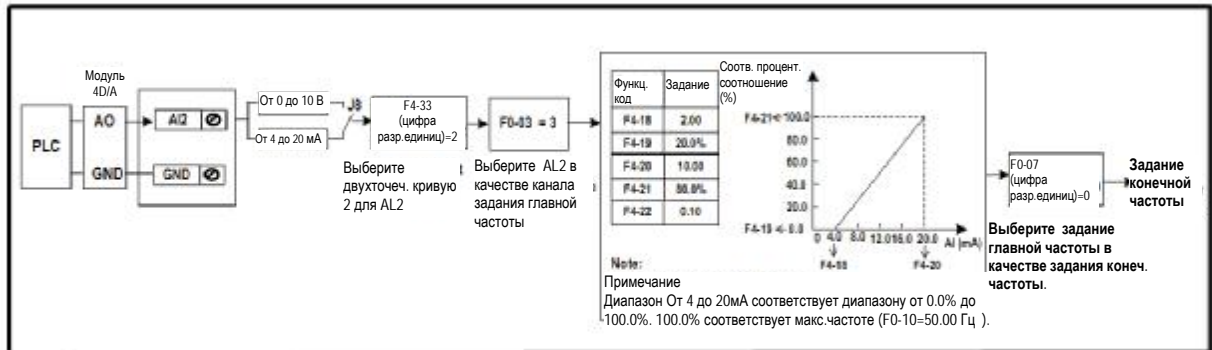 PLC
Модуль
4D/A
AO
GND
AI2
GND
От 0 до 10 В
От 4 до 20 мА
J8
F4-33
(цифра
разр.единиц)=2
Выберите
двухточеч. кривую
2 для AL2
F0-03 = 3
Выберите AL2 в
качестве канала
задания главной
частоты
Функц.
код
Задание
F4-18 2.00
F4-19 20.0%
F4-20 10.00
F4-21 80.0%
F4-22 0.10
Соотв. процент.
соотношение
(%)
F4-21< 100.0
80.0
60.0
40.0
20.0
F4-19 < 0.0
0 4.0 8.0 12.0 16.0 20.0 AI (mA)
F4-18
F4-20
Note:
Примечание
Диапазон От 4 до 20мА соответствует диапазону от 0.0% до
100.0%. 100.0% соответствует макс.частоте (F0-10=50.00 Гц ).
F0-07
(цифра
разр.единиц)=0
Выберите задание
главной частоты в
качестве задания конеч.
частоты.
Задание
конечной
частоты